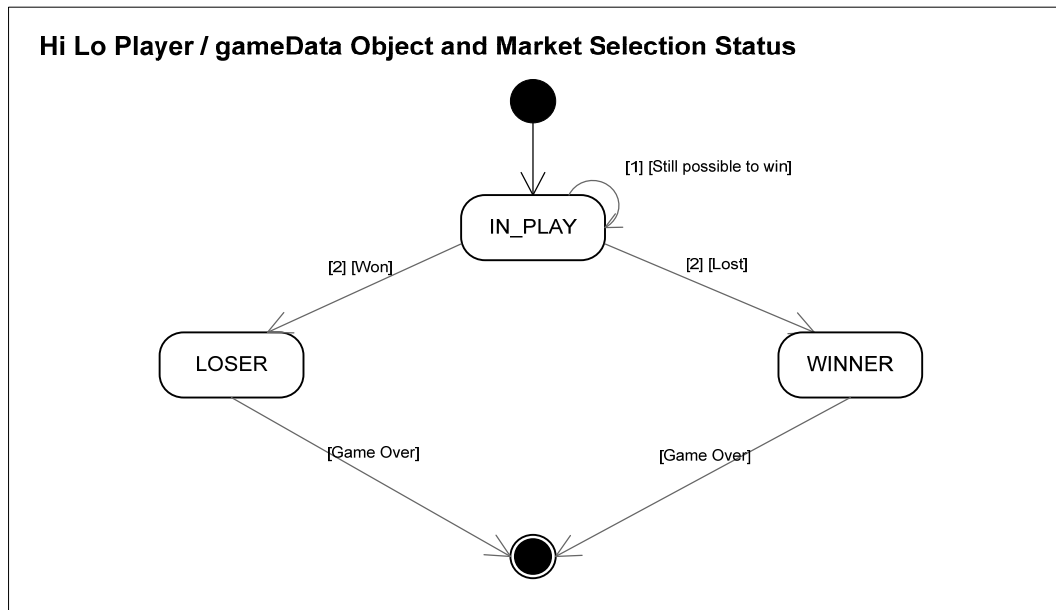 Hi Lo Player / gameData Object and Market Selection Status
[1] [Still possible to win]
IN_PLAY
[2] [Won]
[2] [Lost]
LOSER
WINNER
[Game Over]
[Game Over]